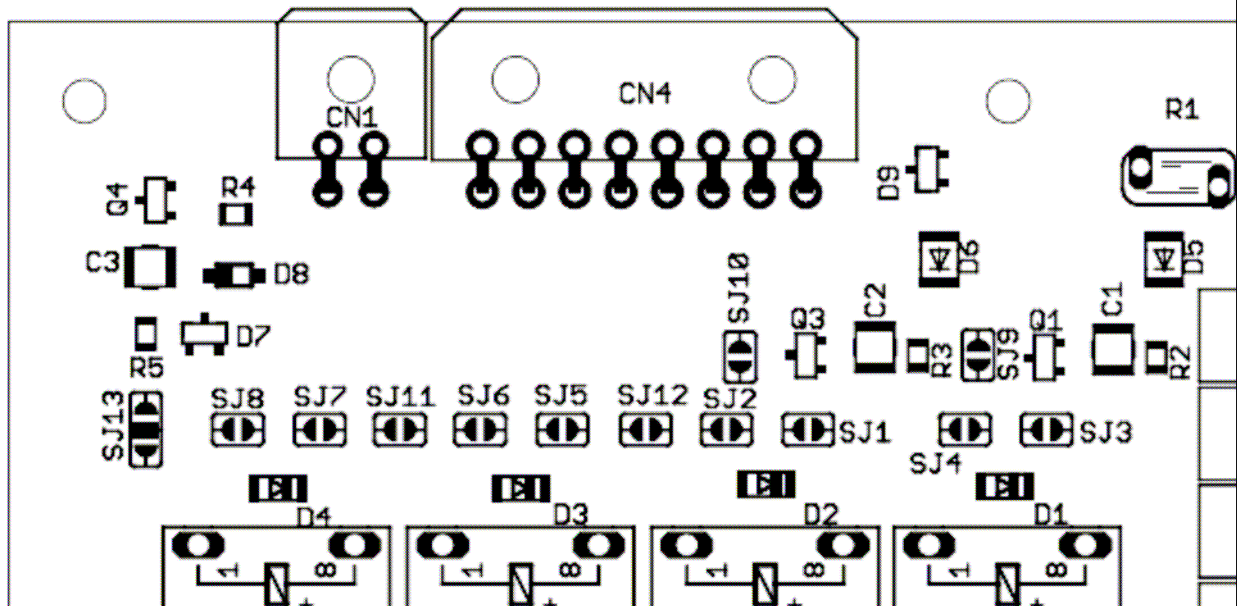 CN4
R1
CN1
R4
Q4
D9
C3
D8
D6
D5
SJ10
C2
C1
Q3
Q1
D7
R5
R3
SJ9
R2
SJ13
SJ8
SJ7
SJ11
SJ6
SJ5
SJ12
SJ2
SJ1
SJ3
SJ4
D4
D3
D2
D1
1 8
1 8
1 8
1 8
+ + + +